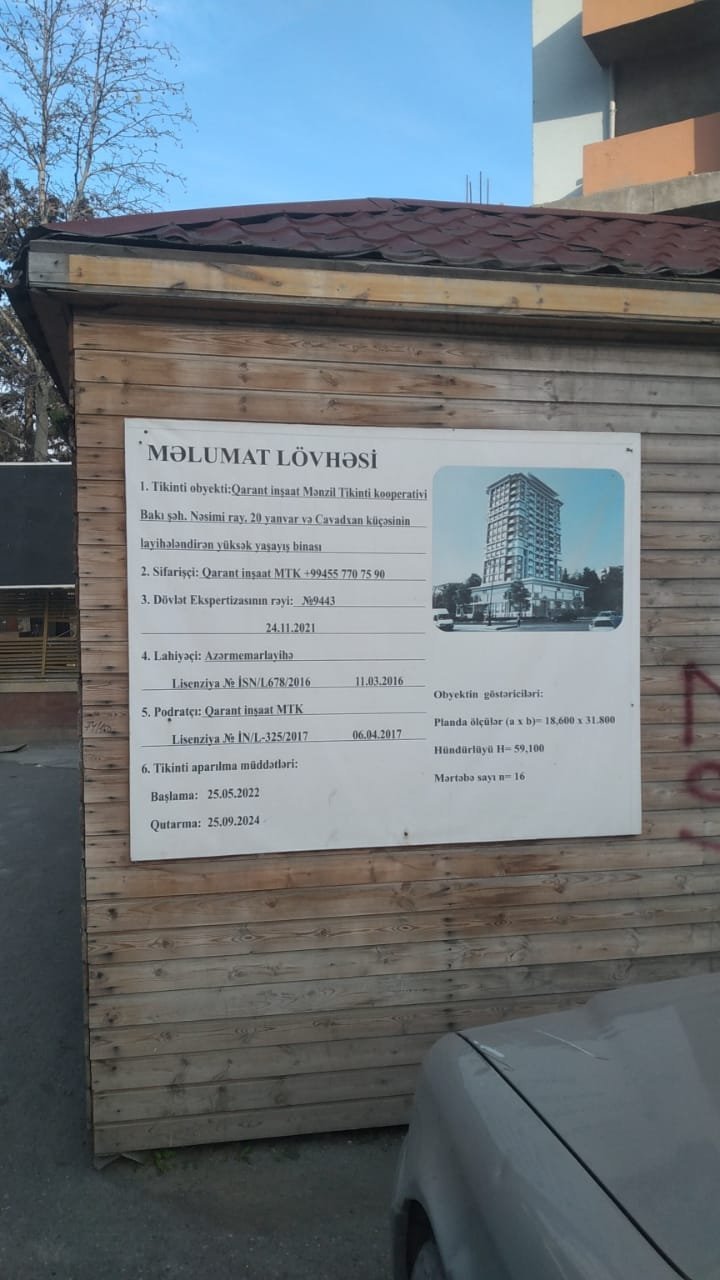 MƏLUMAT LÖVHƏSİ
1. Tikinti obyekti:Qarant inşaat Mənzil Tikinti kooperativi
Bakı şəh. Nəsimi ray. 20 yanvar və Cavadxan küçəsinin
layihələndirən yüksək yaşayış binası
2. Sifarişçi: Qarant inşaat MTK +99455 770 75 90
3. Dövlət Ekspertizasının rəyi: №9443
24.11.2021
4. Lahiyəçi: Azərmemarlayihə
Lisenziya № İSN/L678/2016 11.03.2016
5. Podratçı: Qarant inşaat MTK
Lisenziya № İN/L-325/2017 06.04.2017
6. Tikinti aparılma müddətləri:
Başlama: 25.05.2022
Qutarma: 25.09.2024
Obyektin göstəriciləri:
Planda ölçülər (a x b)= 18,600 x 31.800
Hündürlüyü H= 59,100
Mərtəbə sayı n= 16